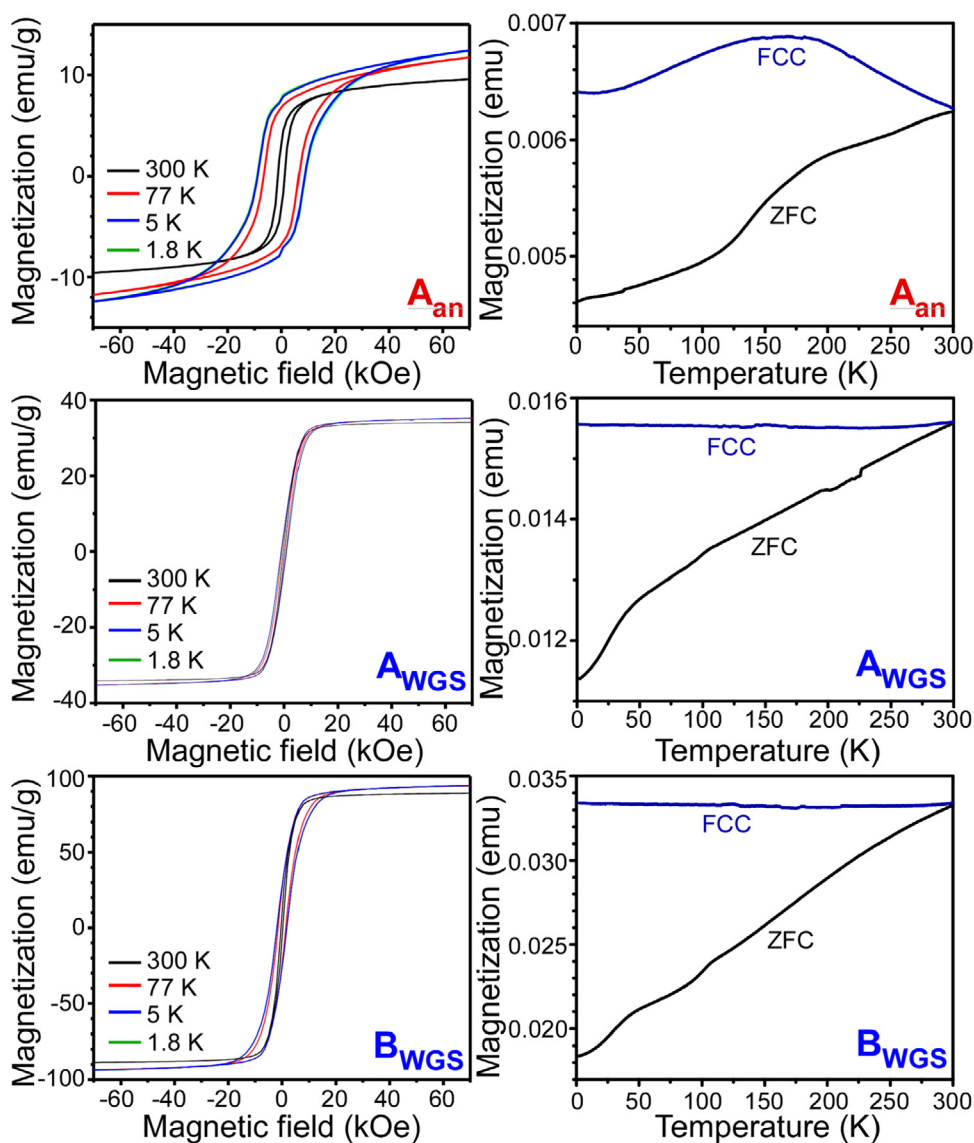 Magnetization (emu/g)
10
0
-10
300 K
77 K
5 K
1.8 K
A_an
-60 -40 -20 0 20 40 60
Magnetic field (kOe)
Magnetization (emu)
0.007
0.006
0.005
FCC
ZFC
A_an
0 50 100 150 200 250 300
Temperature (K)
Magnetization (emu/g)
40
20
0
-20
-40
300 K
77 K
5 K
1.8 K
A_WGS
-60 -40 -20 0 20 40 60
Magnetic field (kOe)
Magnetization (emu)
0.016
0.014
0.012
FCC
ZFC
A_WGS
0 50 100 150 200 250 300
Temperature (K)
Magnetization (emu/g)
100
50
0
-50
-100
300 K
77 K
5 K
1.8 K
B_WGS
-60 -40 -20 0 20 40 60
Magnetic field (kOe)
Magnetization (emu)
0.035
0.030
0.025
0.020
FCC
ZFC
B_WGS
0 50 100 150 200 250 300
Temperature (K)